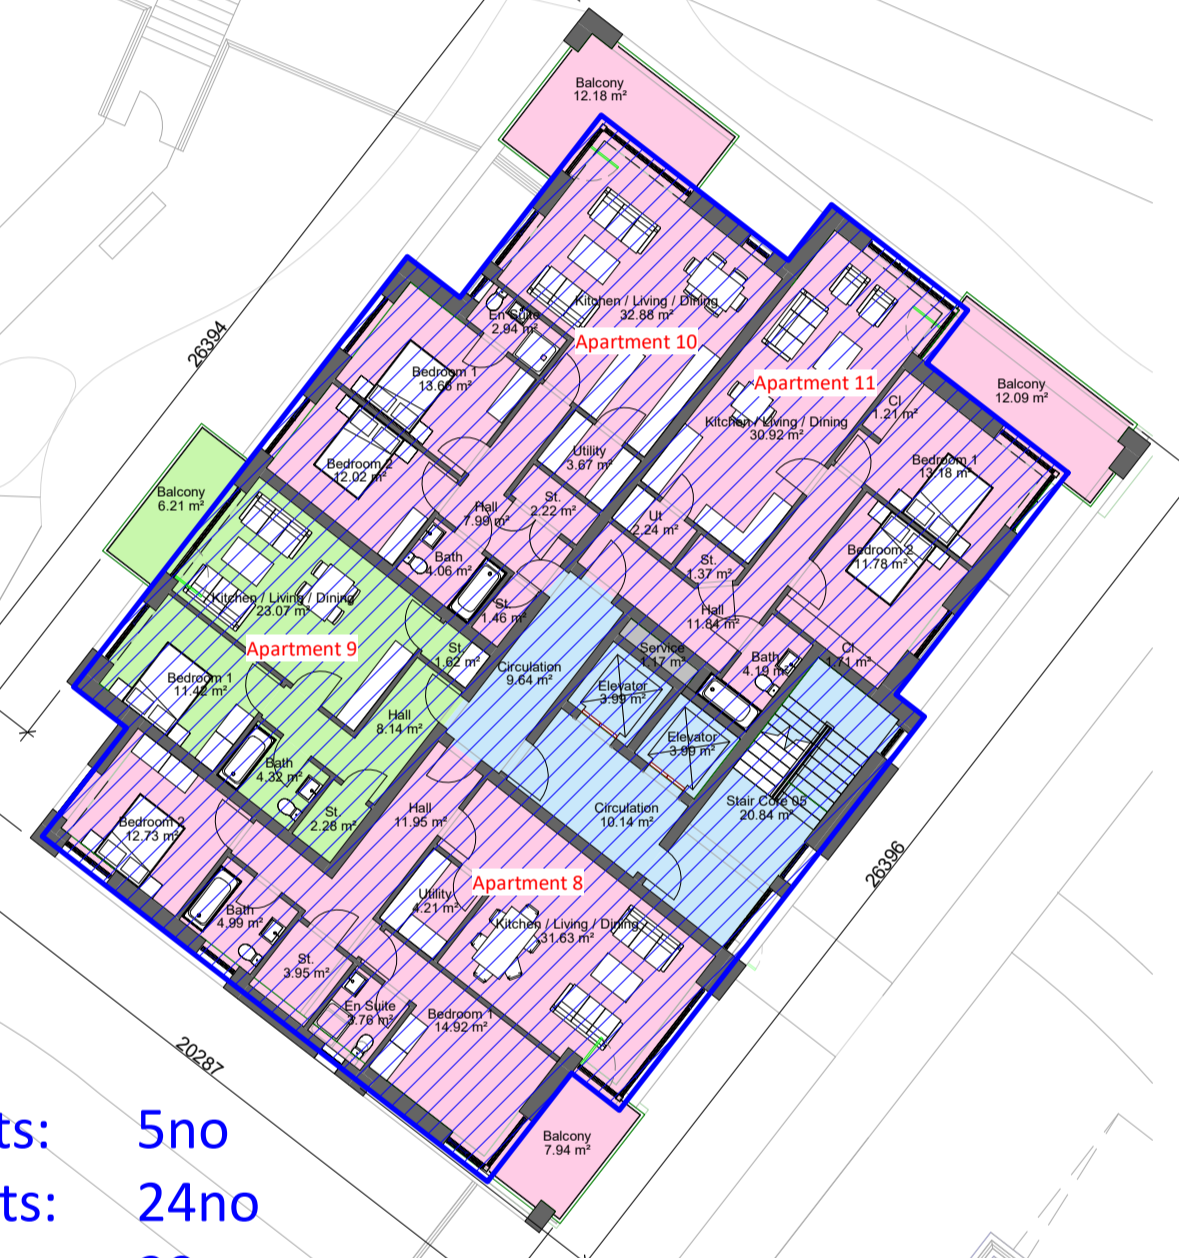 Balcony
12.18 m²
Kitchen / Living / Dining
32.88 m²
Apartment 10
En Suite
2.94 m²
Bedroom 1
13.66 m²
Bedroom 2
12.02 m²
Utility
3.67 m²
St.
2.22 m²
Hall
7.99 m²
Bath
4.06 m²
St.
1.46 m²
Apartment 11
Kitchen / Living / Dining
30.92 m²
Cl
1.21 m²
Balcony
12.09 m²
Bedroom 1
13.18 m²
Bedroom 2
11.78 m²
Ut
2.24 m²
St.
1.37 m²
Hall
11.84 m²
Bath
4.19 m²
Cl
1.71 m²
26394
Balcony
6.21 m²
Kitchen / Living / Dining
23.07 m²
Apartment 9
Bedroom 1
11.42 m²
St.
1.62 m²
Hall
8.14 m²
Bath
4.32 m²
St.
2.28 m²
Circulation
9.64 m²
Service
1.17 m²
Elevator
3.99 m²
Elevator
3.99 m²
Circulation
10.14 m²
Stair Core 05
20.84 m²
26396
Bedroom 2
12.73 m²
Hall
11.95 m²
Apartment 8
Utility
4.21 m²
Kitchen / Living / Dining
31.63 m²
Bath
4.99 m²
St.
3.95 m²
En Suite
3.76 m²
Bedroom 1
14.92 m²
20287
Balcony
7.94 m²
ts: 5no
ts: 24no